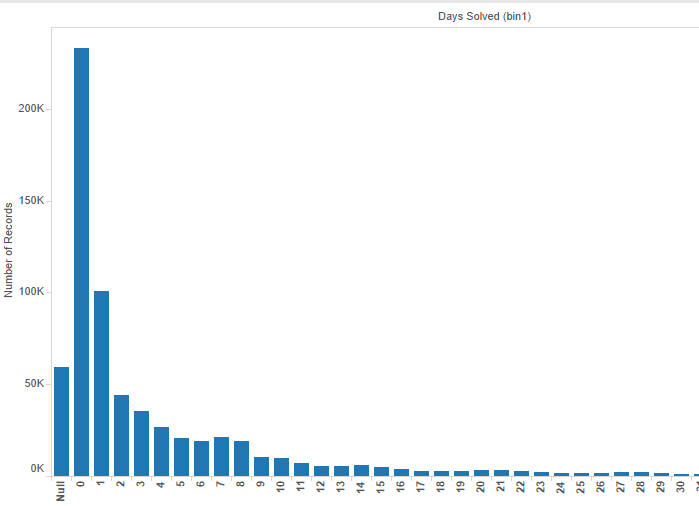 Days Solved (bin1)
Number of Records
200K
150K
100K
50K
0K
Null 0 1 2 3 4 5 6 7 8 9 10 11 12 13 14 15 16 17 18 19 20 21 22 23 24 25 26 27 28 29 30